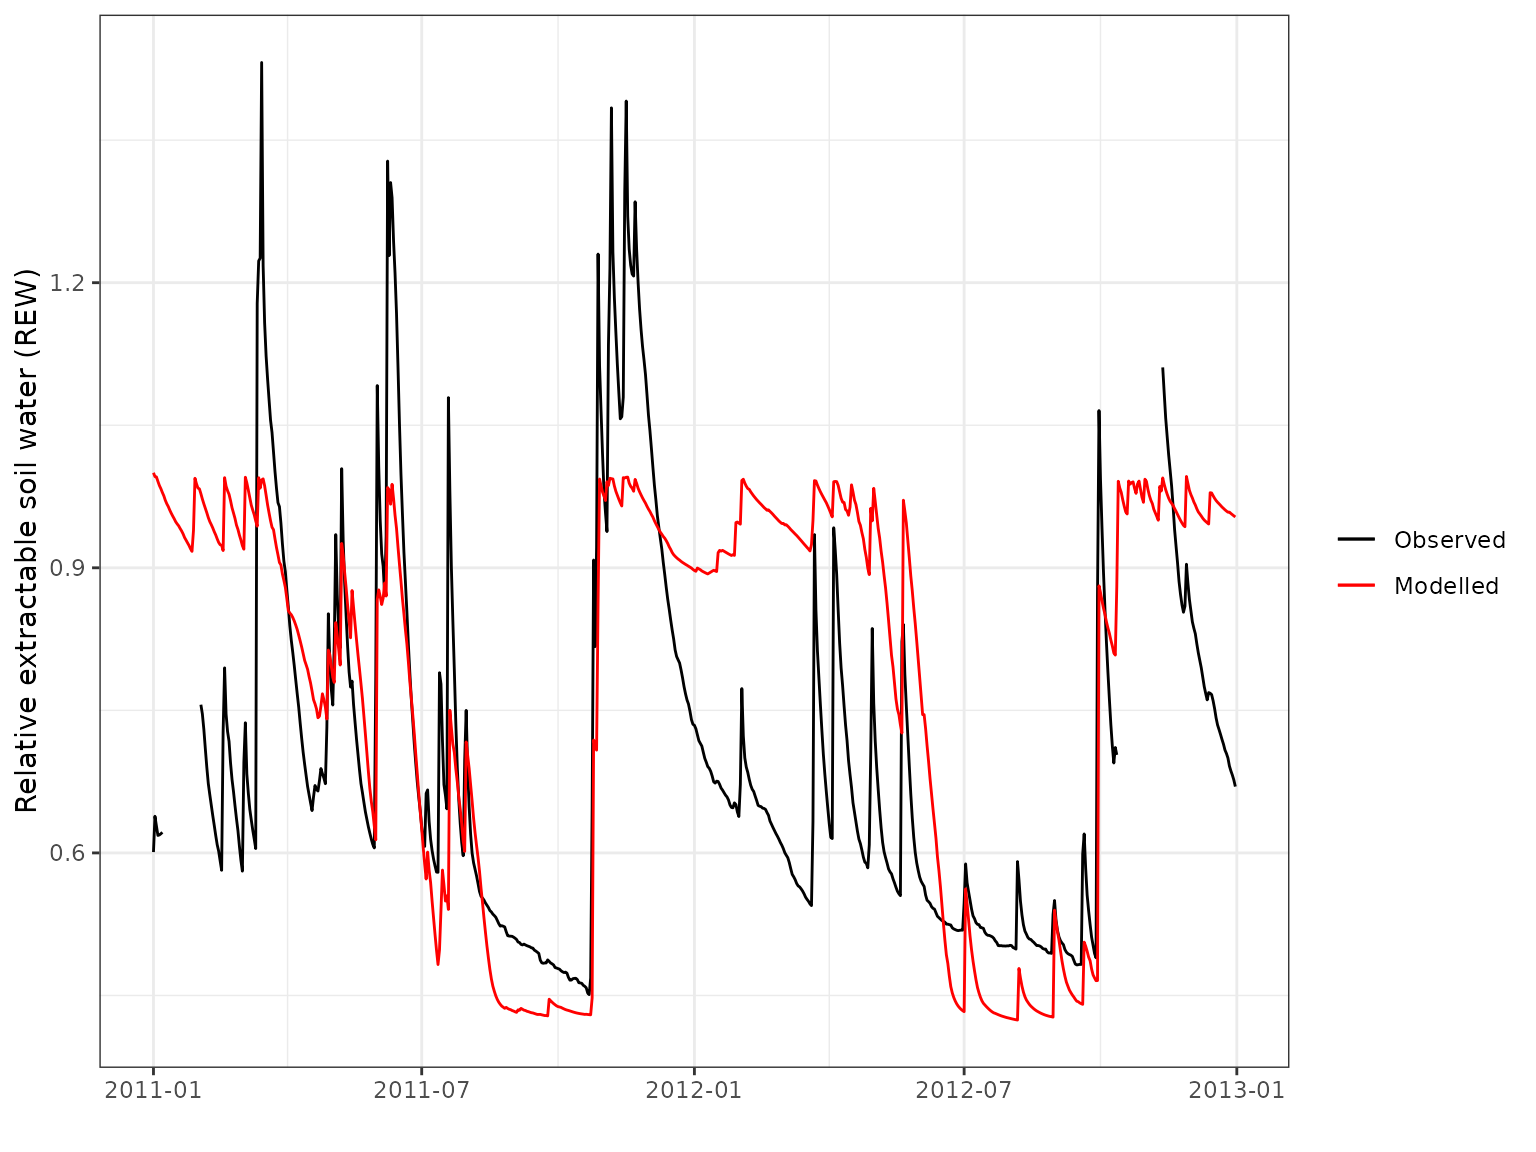 Relative extractable soil water (REW)
1.2
0.9
0.6
2011-01
2011-07
2012-01
2012-07
2013-01
Observed
Modelled